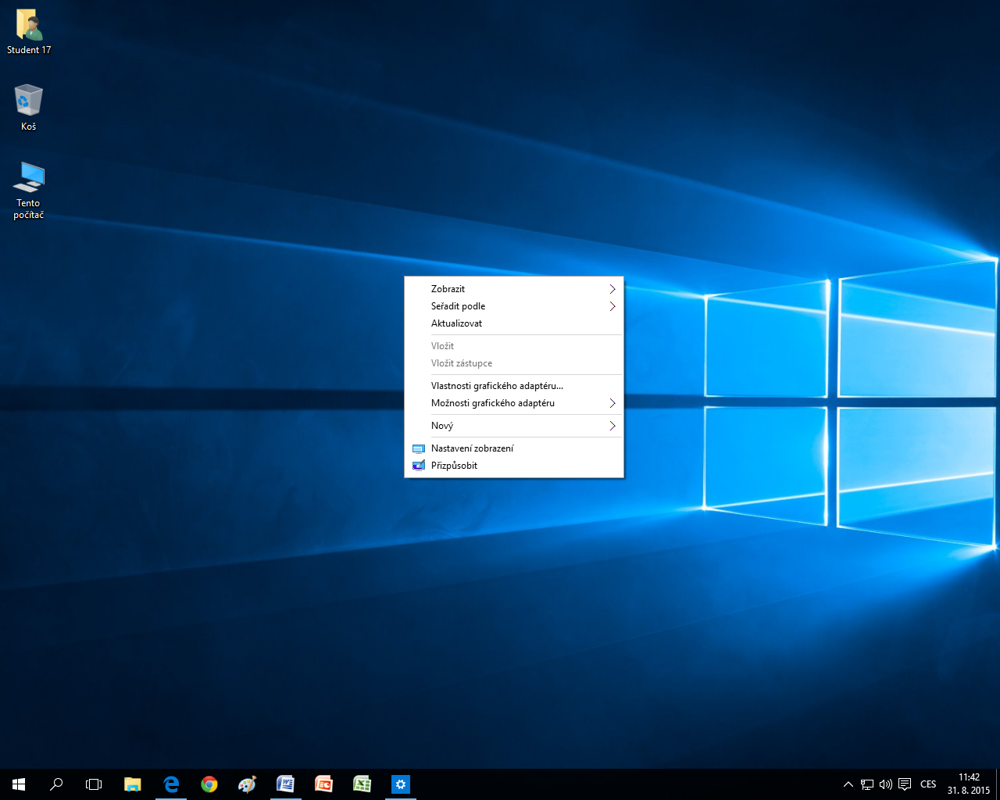 Student 17
Koš
Tento
počítač
Zobrazit
Seřadit podle
Aktualizovat
Vložit
Vložit zástupce
Vlastnosti grafického adaptéru...
Možnosti grafického adaptéru
Nový
Nastavení zobrazení
Přizpůsobit
CES
11:42
31. 8. 2015